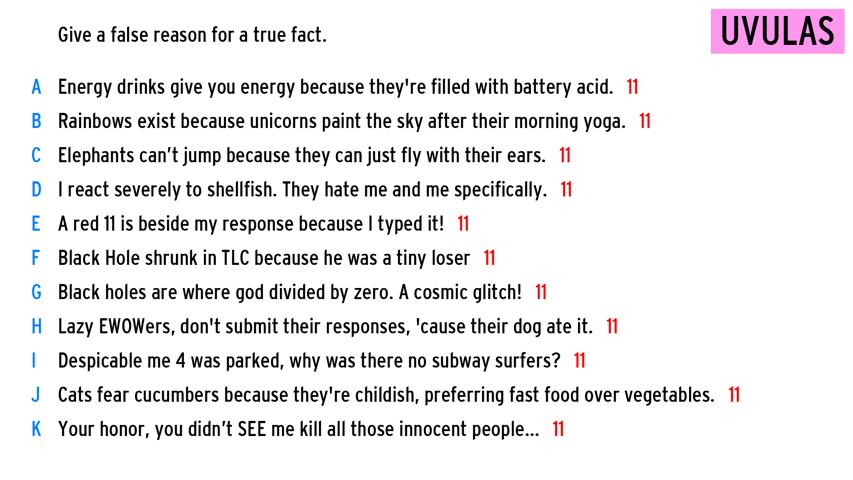 Give a false reason for a true fact.
UVULAS
A Energy drinks give you energy because they're filled with battery acid. 11
B Rainbows exist because unicorns paint the sky after their morning yoga. 11
C Elephants can’t jump because they can just fly with their ears. 11
D I react severely to shellfish. They hate me and me specifically. 11
E A red 11 is beside my response because I typed it! 11
F Black Hole shrunk in TLC because he was a tiny loser 11
G Black holes are where god divided by zero. A cosmic glitch! 11
H Lazy EWOWers, don't submit their responses, 'cause their dog ate it. 11
I Despicable me 4 was parked, why was there no subway surfers? 11
J Cats fear cucumbers because they're childish, preferring fast food over vegetables. 11
K Your honor, you didn’t SEE me kill all those innocent people... 11